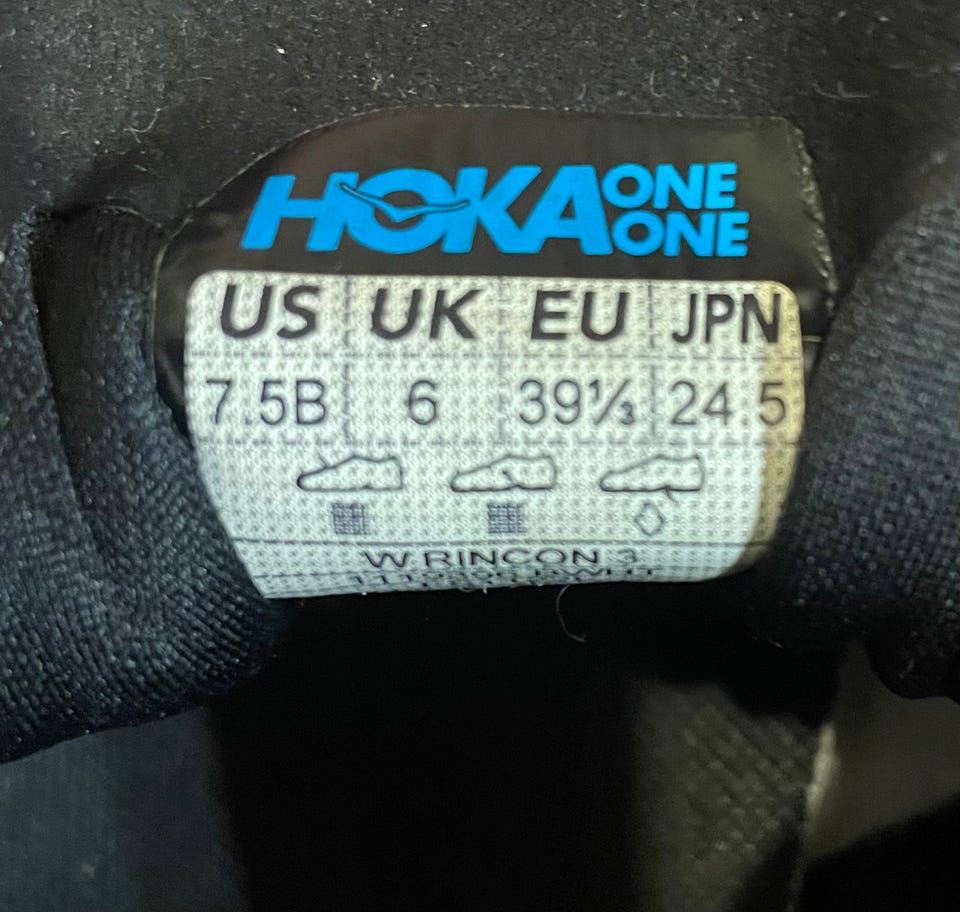 HOKA ONE ONE
US UK EU JPN
7.5B 6 39⅓ 24.5
W RINCON 3